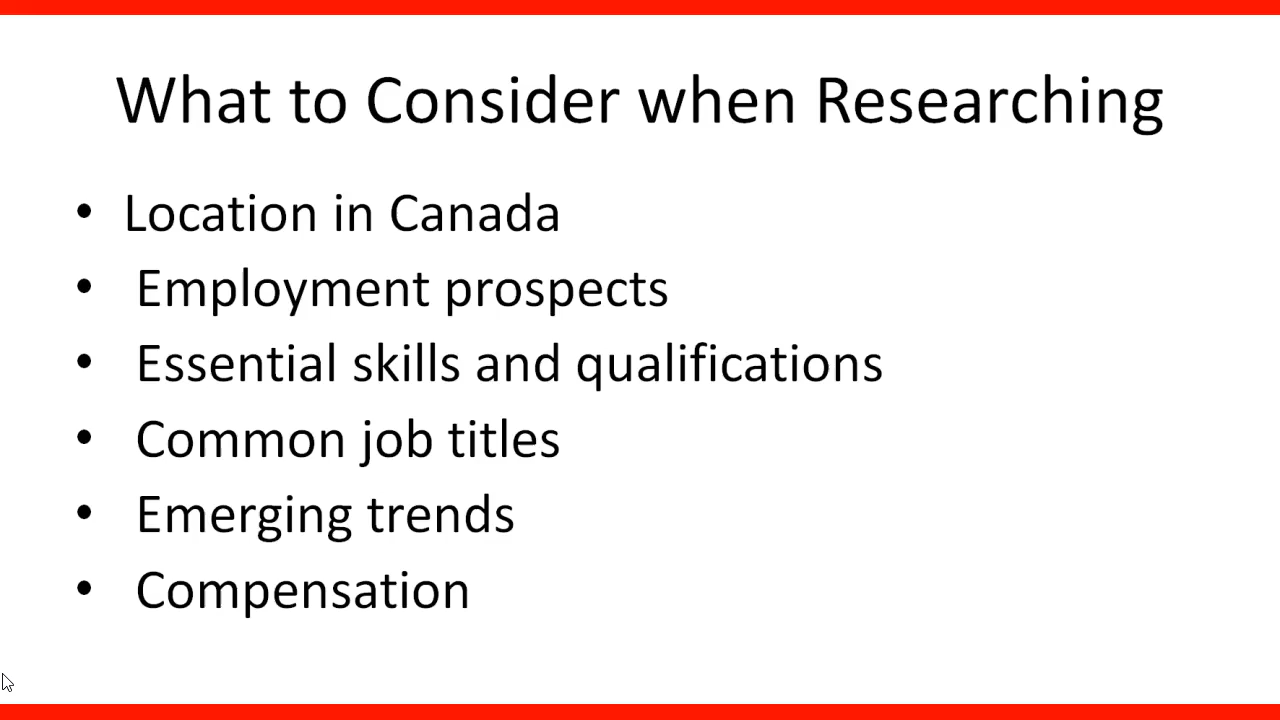 What to Consider when Researching
• Location in Canada
• Employment prospects
• Essential skills and qualifications
• Common job titles
• Emerging trends
• Compensation